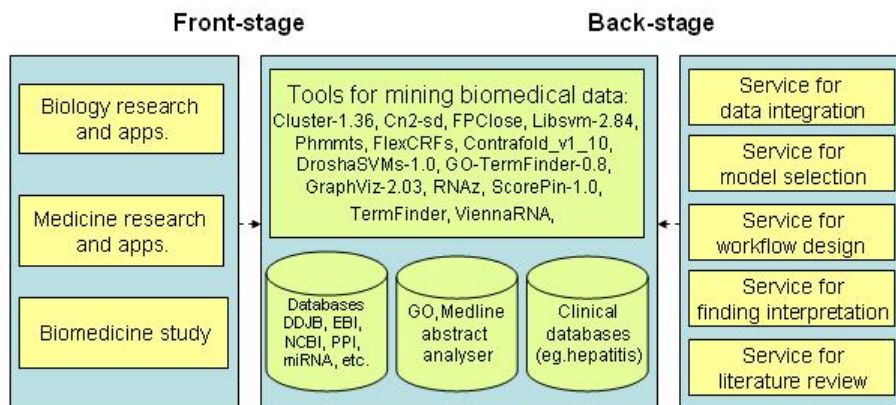 Front-stage
Back-stage
Biology research
and apps.
Medicine research
and apps.
Biomedicine study
Tools for mining biomedical data:
Cluster-1.36, Cn2-sd, FPClose, Libsvm-2.84,
Phmmts, FlexCRFs, Contrafold_v1_10,
DroshaSVMs-1.0, GO-TermFinder-0.8,
GraphViz-2.03, RNAz, ScorePin-1.0,
TermFinder, ViennaRNA,
Databases
DDJB, EBI,
NCBI, PPI,
miRNA, etc.
GO, Medline
abstract
analyser
Clinical
databases
(eg.hepatitis)
Service for
data integration
Service for
model selection
Service for
workflow design
Service for
finding interpretation
Service for
literature review